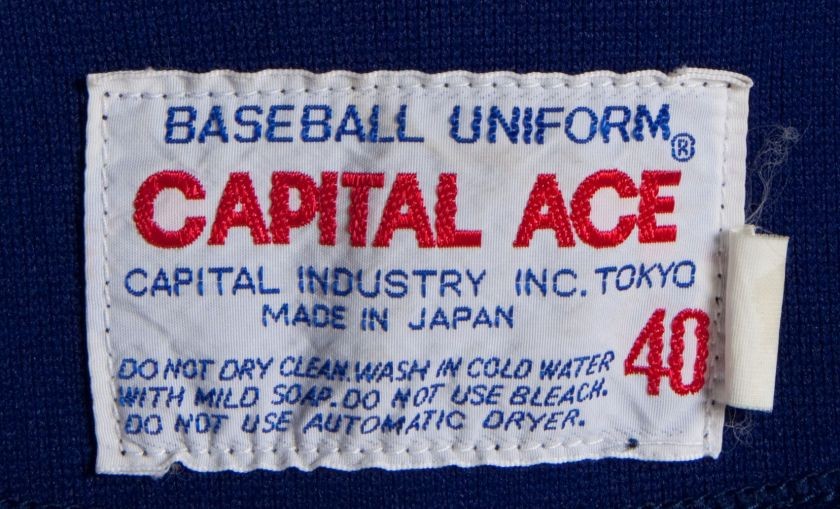 BASEBALL UNIFORM
CAPITAL ACE®
CAPITAL INDUSTRY INC. TOKYO
MADE IN JAPAN
40
DO NOT DRY CLEAN. WASH IN COLD WATER
WITH MILD SOAP. DO NOT USE BLEACH.
DO NOT USE AUTOMATIC DRYER.